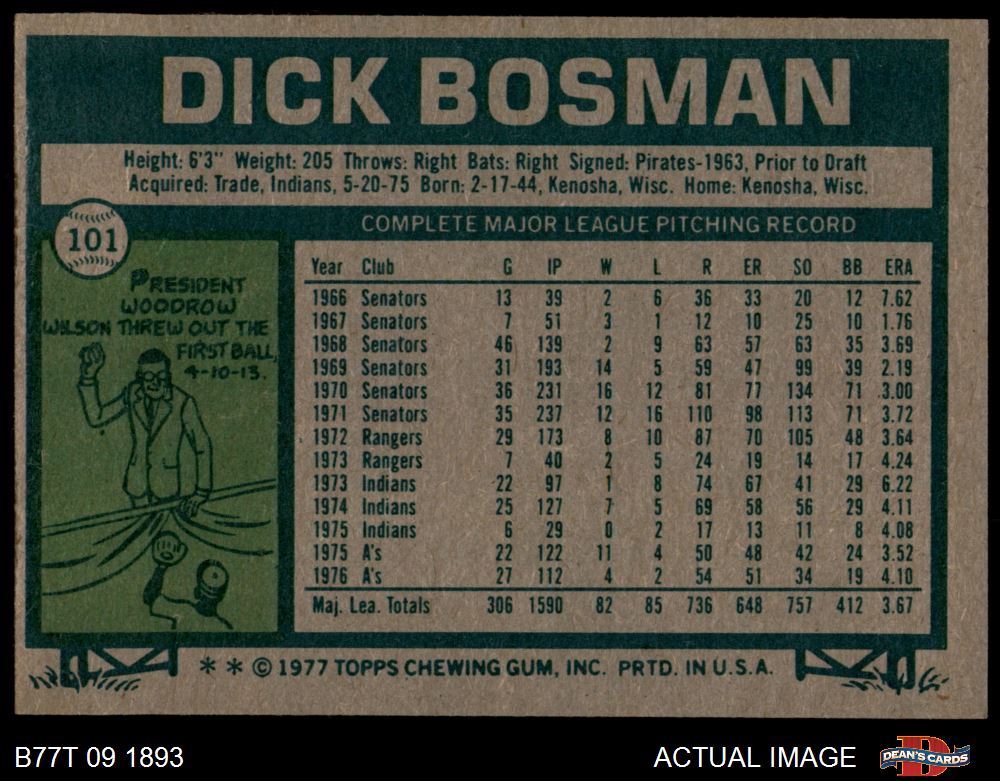 DICK BOSMAN
Height: 6'3" Weight: 205 Throws: Right Bats: Right Signed: Pirates-1963, Prior to Draft
Acquired: Trade, Indians, 5-20-75 Born: 2-17-44, Kenosha, Wisc. Home: Kenosha, Wisc.
COMPLETE MAJOR LEAGUE PITCHING RECORD
101
PRESIDENT
WOODROW
WILSON THREW OUT THE
FIRST BALL,
4-10-13.
Year Club G IP W L R ER SO BB ERA
1966 Senators 13 39 2 6 36 33 20 12 7.62
1967 Senators 7 51 3 1 12 10 25 10 1.76
1968 Senators 46 139 2 9 63 57 63 35 3.69
1969 Senators 31 193 14 5 59 47 99 39 2.19
1970 Senators 36 231 16 12 81 77 134 71 3.00
1971 Senators 35 237 12 16 110 98 113 71 3.72
1972 Rangers 29 173 8 10 87 70 105 48 3.64
1973 Rangers 7 40 2 5 24 19 14 17 4.24
1973 Indians 22 97 1 8 74 67 41 29 6.22
1974 Indians 25 127 7 5 69 58 56 29 4.11
1975 Indians 6 29 0 2 17 13 11 8 4.08
1975 A's 22 122 11 4 50 48 42 24 3.52
1976 A's 27 112 4 2 54 51 34 19 4.10
Maj. Lea. Totals 306 1590 82 85 736 648 757 412 3.67
* * © 1977 TOPPS CHEWING GUM, INC. PRTD. IN U.S.A.
B77T 09 1893 ACTUAL IMAGE DEAN'S CARDS